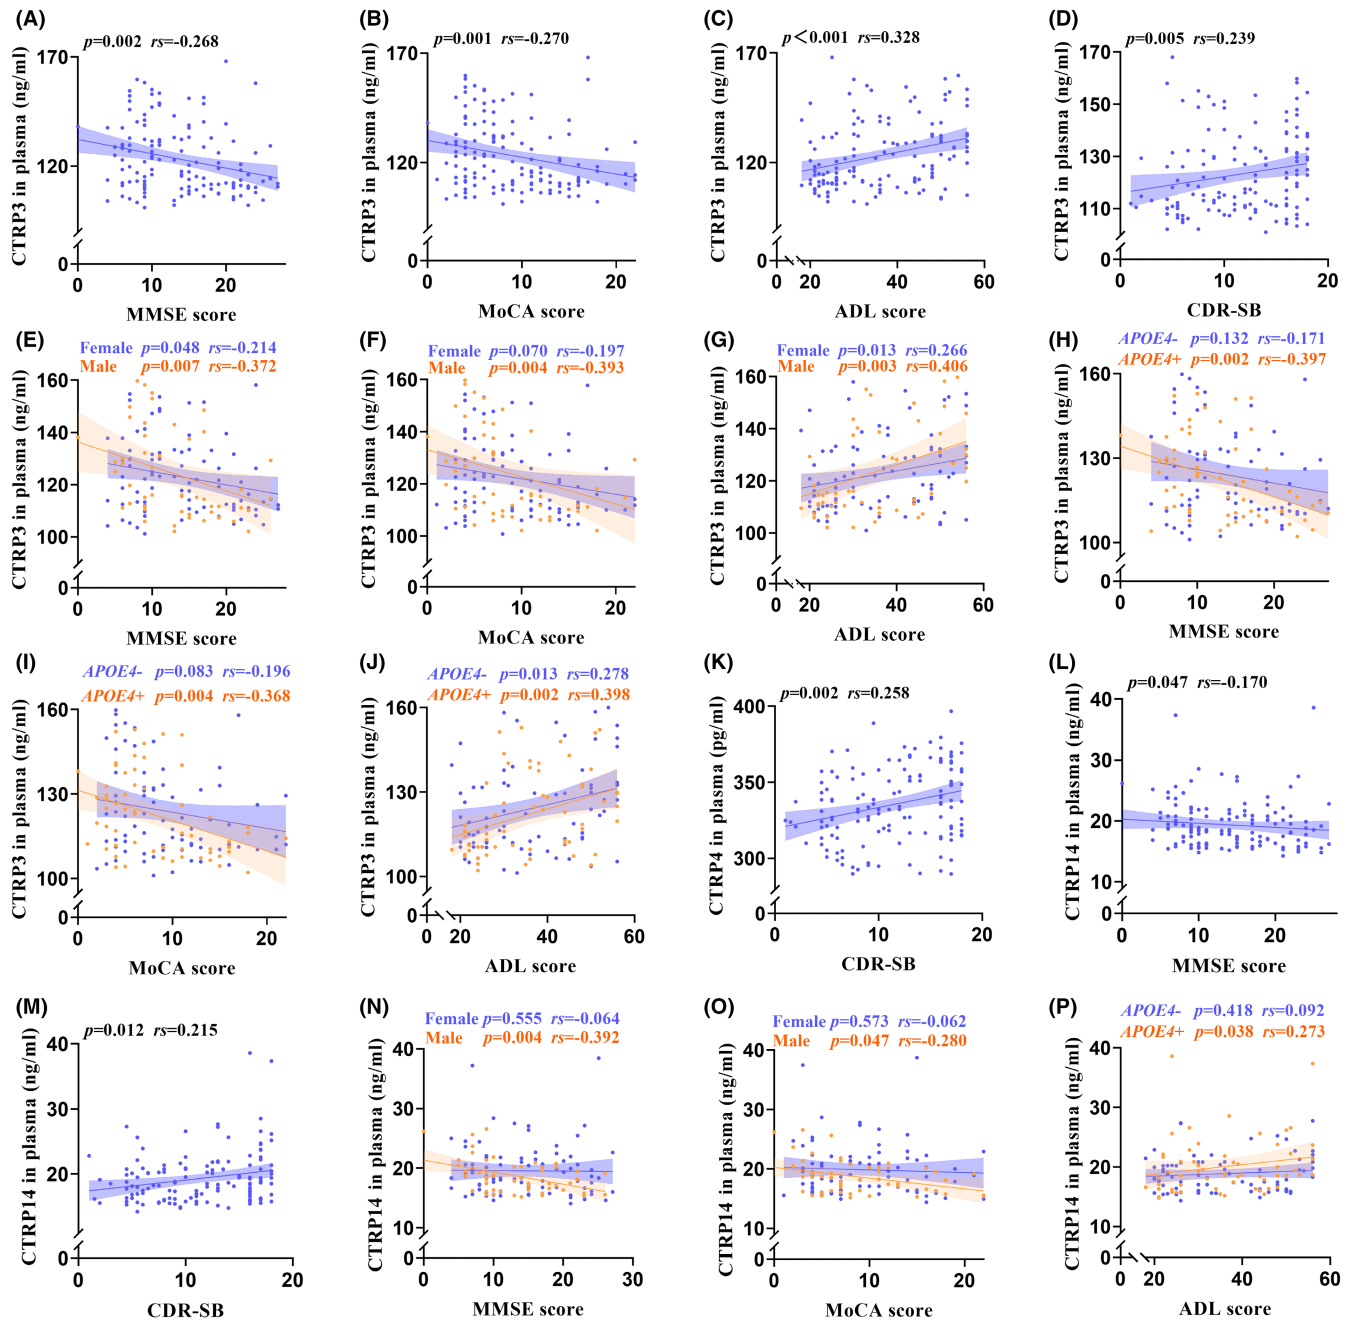 (A)
p=0.002 rs=-0.268
CTRP3 in plasma (ng/ml)
170
120
0
0 10 20
MMSE score
(B)
p=0.001 rs=-0.270
CTRP3 in plasma (ng/ml)
170
120
0
0 10 20
MoCA score
(C)
p<0.001 rs=0.328
CTRP3 in plasma (ng/ml)
170
120
0
0 20 40 60
ADL score
(D)
p=0.005 rs=0.239
CTRP3 in plasma (ng/ml)
170
150
130
110
0
0 10 20
CDR-SB
(E)
Female p=0.048 rs=-0.214
Male p=0.007 rs=-0.372
CTRP3 in plasma (ng/ml)
160
140
120
100
0
0 10 20
MMSE score
(F)
Female p=0.070 rs=-0.197
Male p=0.004 rs=-0.393
CTRP3 in plasma (ng/ml)
160
140
120
100
0
0 10 20
MoCA score
(G)
Female p=0.013 rs=0.266
Male p=0.003 rs=0.406
CTRP3 in plasma (ng/ml)
160
140
120
100
0
0 20 40 60
ADL score
(H)
APOE4- p=0.132 rs=-0.171
APOE4+ p=0.002 rs=-0.397
CTRP3 in plasma (ng/ml)
160
130
100
0
0 10 20
MMSE score
(I)
APOE4- p=0.083 rs=-0.196
APOE4+ p=0.004 rs=-0.368
CTRP3 in plasma (ng/ml)
160
130
100
0
0 10 20
MoCA score
(J)
APOE4- p=0.013 rs=0.278
APOE4+ p=0.002 rs=0.398
CTRP3 in plasma (ng/ml)
160
130
100
0
0 20 40 60
ADL score
(K)
p=0.002 rs=0.258
CTRP4 in plasma (pg/ml)
400
350
300
0
0 10 20
CDR-SB
(L)
p=0.047 rs=-0.170
CTRP14 in plasma (ng/ml)
40
30
20
10
0
0 10 20
MMSE score
(M)
p=0.012 rs=0.215
CTRP14 in plasma (ng/ml)
40
30
20
0
0 10 20
CDR-SB
(N)
Female p=0.555 rs=-0.064
Male p=0.004 rs=-0.392
CTRP14 in plasma (ng/ml)
40
30
20
10
0
0 10 20 30
MMSE score
(O)
Female p=0.573 rs=-0.062
Male p=0.047 rs=-0.280
CTRP14 in plasma (ng/ml)
40
30
20
10
0
0 10 20
MoCA score
(P)
APOE4- p=0.418 rs=0.092
APOE4+ p=0.038 rs=0.273
CTRP14 in plasma (ng/ml)
40
30
20
10
0
0 20 40 60
ADL score